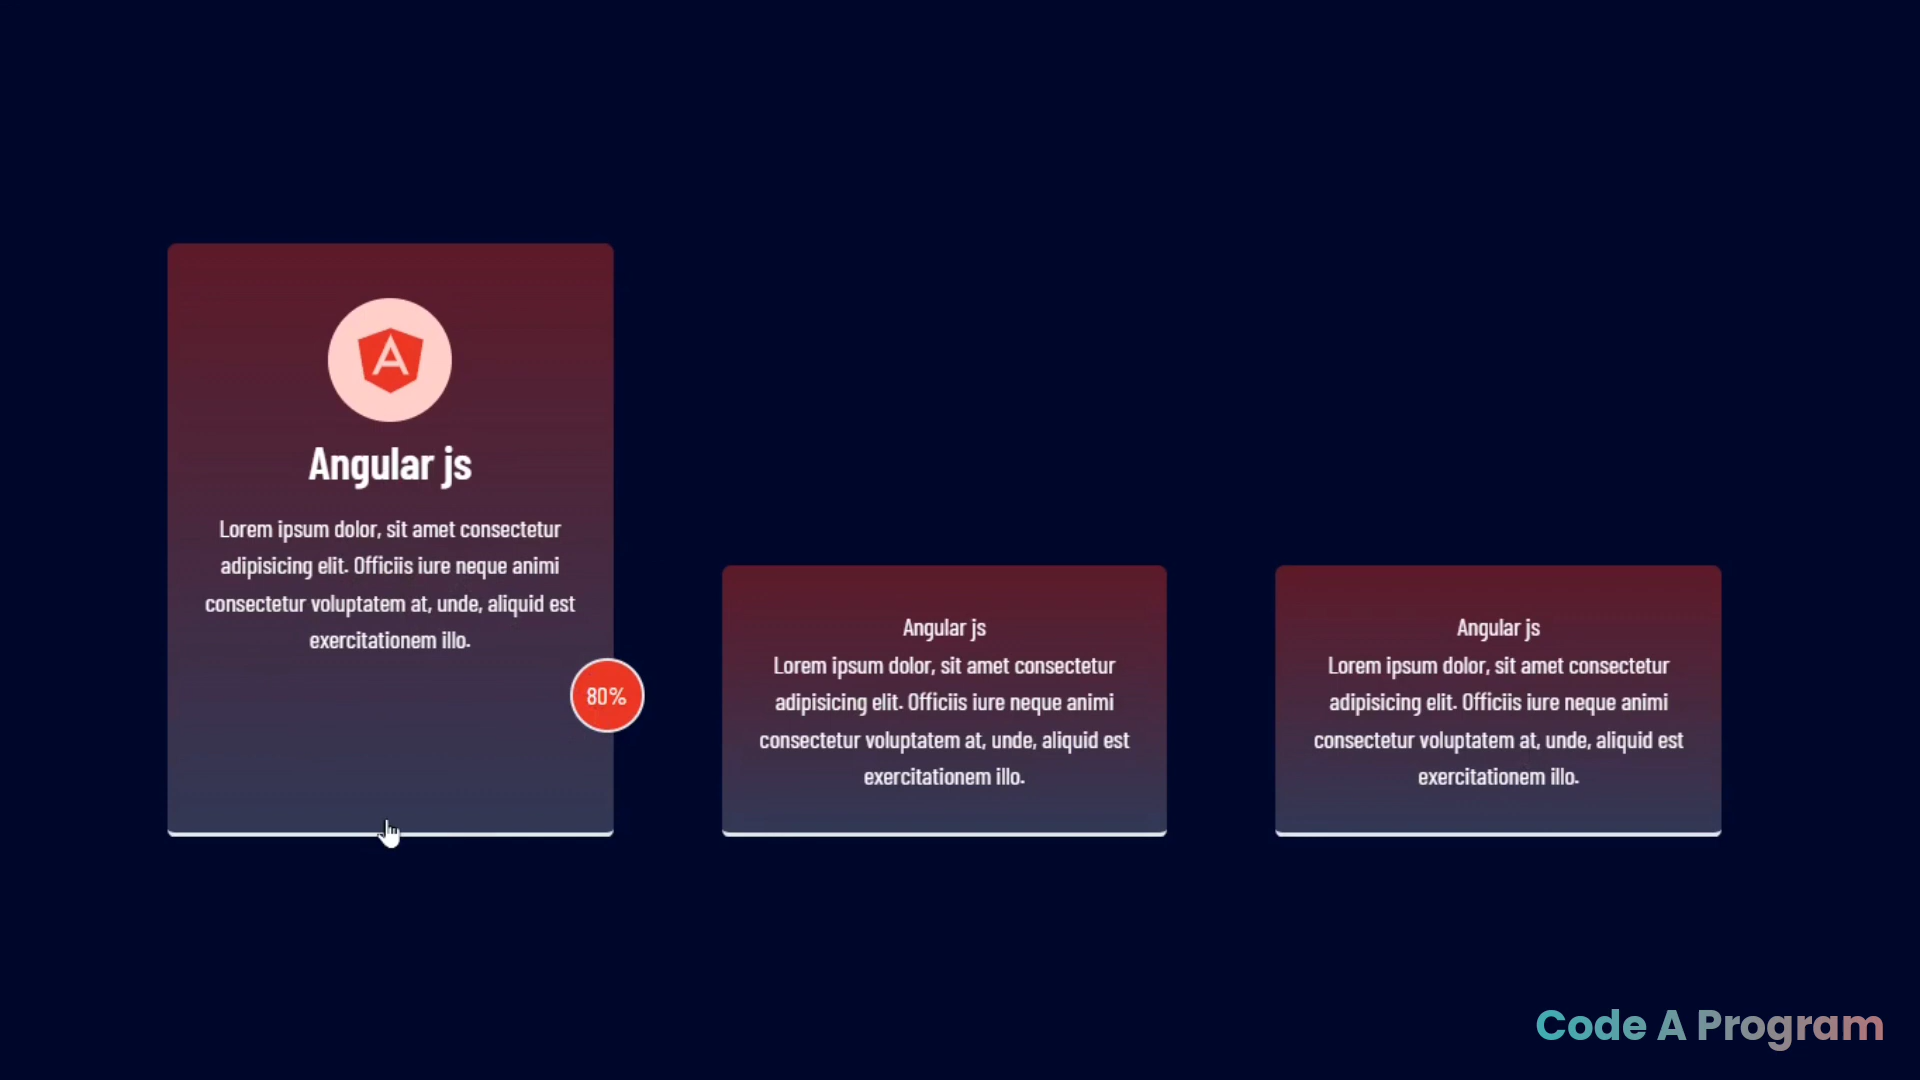 A
Angular js
Lorem ipsum dolor, sit amet consectetur
adipisicing elit. Officiis iure neque animi
consectetur voluptatem at, unde, aliquid est
exercitationem illo.
80%
Angular js
Lorem ipsum dolor, sit amet consectetur
adipisicing elit. Officiis iure neque animi
consectetur voluptatem at, unde, aliquid est
exercitationem illo.
Angular js
Lorem ipsum dolor, sit amet consectetur
adipisicing elit. Officiis iure neque animi
consectetur voluptatem at, unde, aliquid est
exercitationem illo.
Code A Program